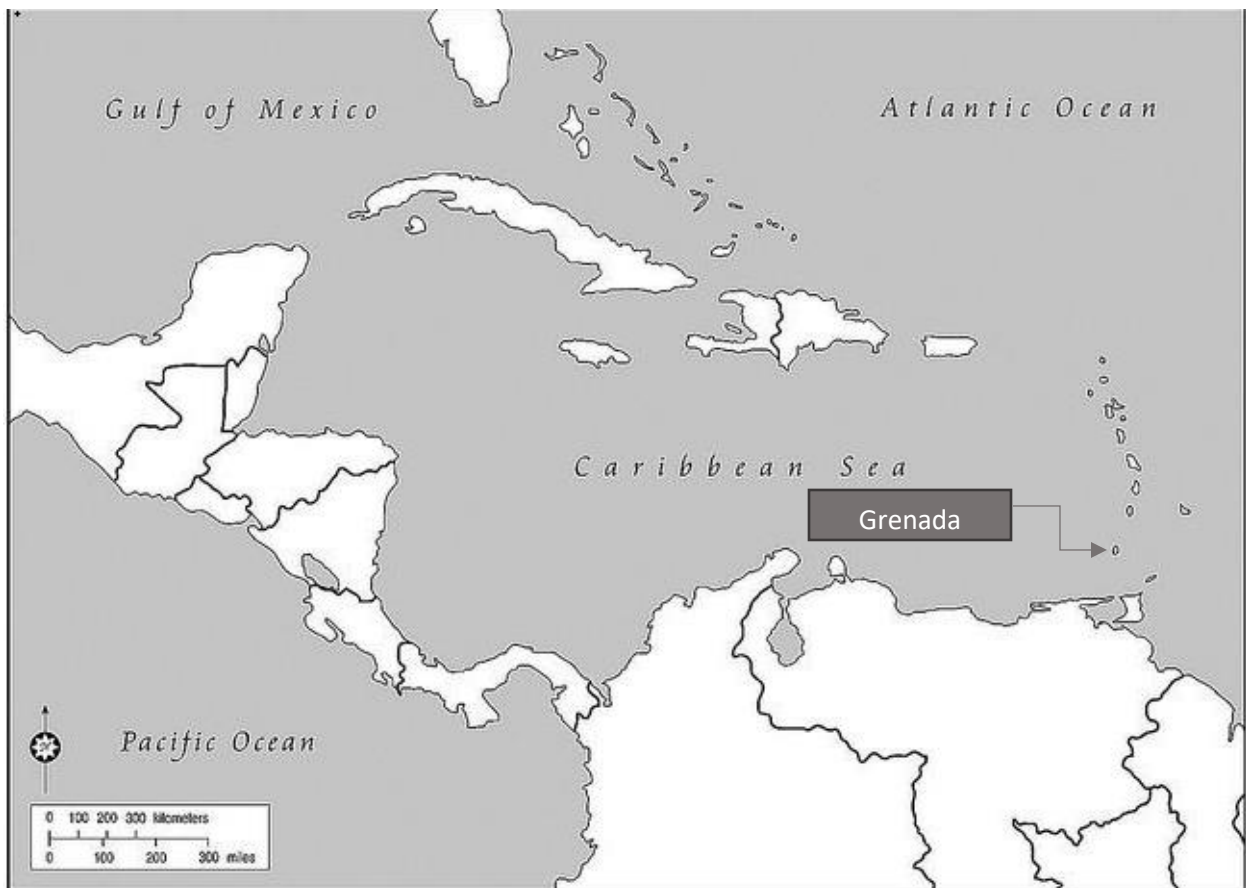 Gulf of Mexico
Atlantic Ocean
Caribbean Sea
Grenada
Pacific Ocean
0 100 200 300 kilometers
0 100 200 300 miles